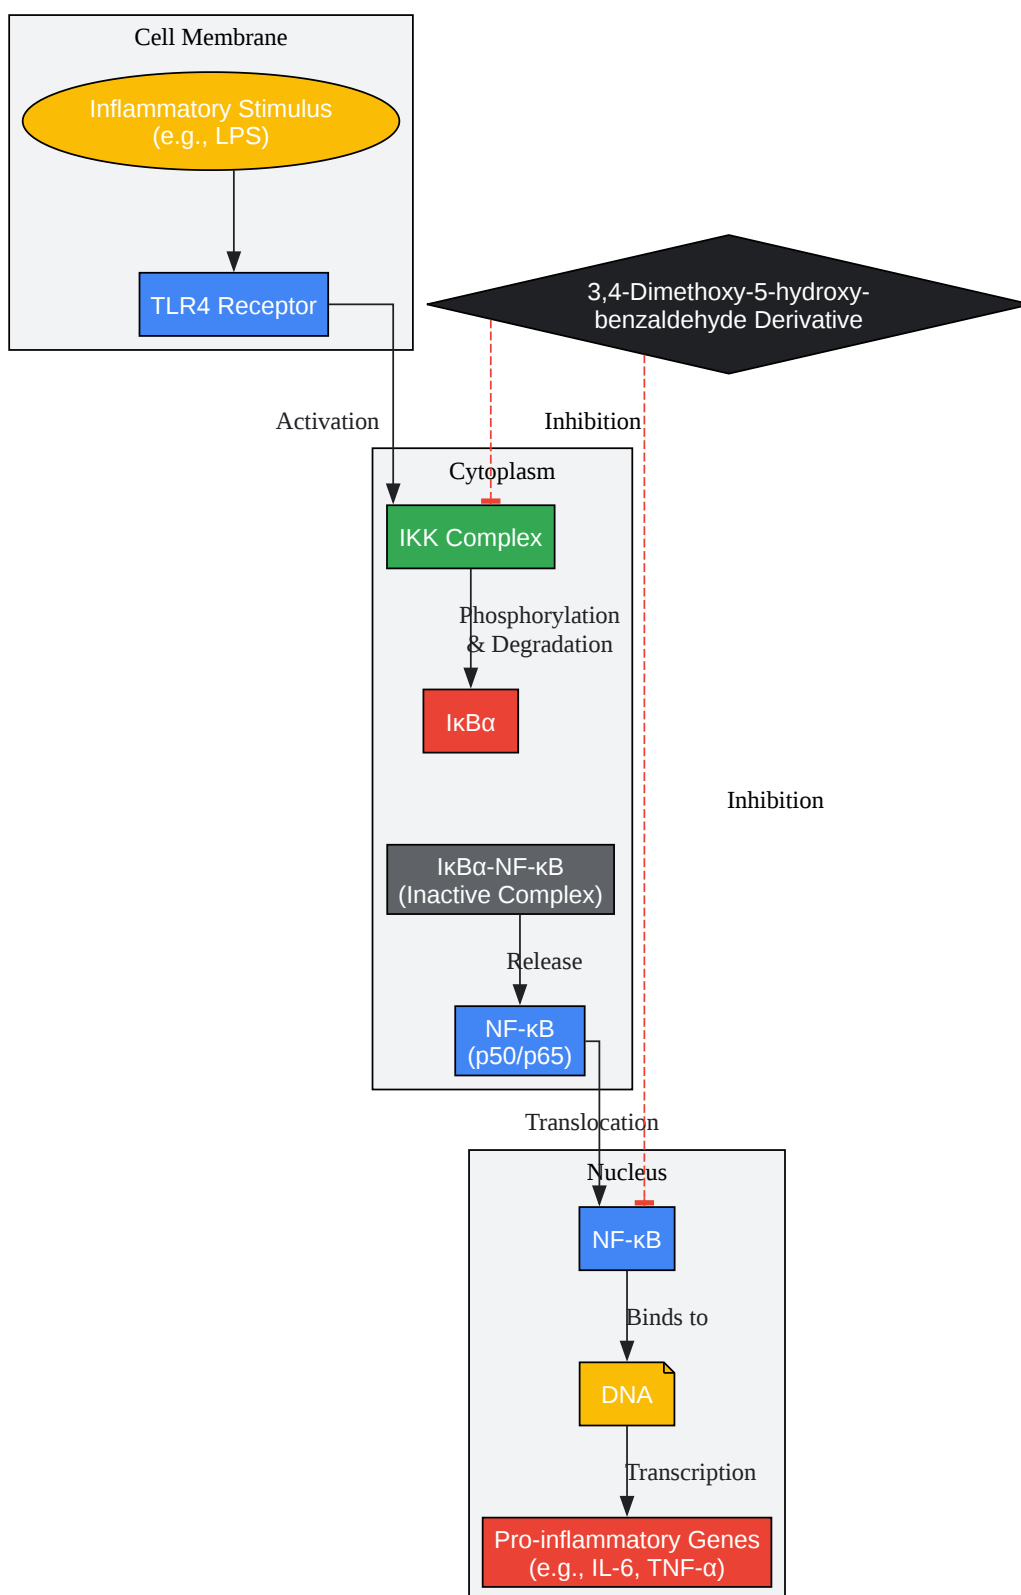 Cell Membrane
Inflammatory Stimulus
(e.g., LPS)
TLR4 Receptor
3,4-Dimethoxy-5-hydroxy-
benzaldehyde Derivative
Activation
Inhibition
Cytoplasm
IKK Complex
Phosphorylation
& Degradation
IκBα
Inhibition
IκBα-NF-κB
(Inactive Complex)
Release
NF-κB
(p50/p65)
Translocation
Nucleus
NF-κB
Binds to
DNA
Transcription
Pro-inflammatory Genes
(e.g., IL-6, TNF-α)